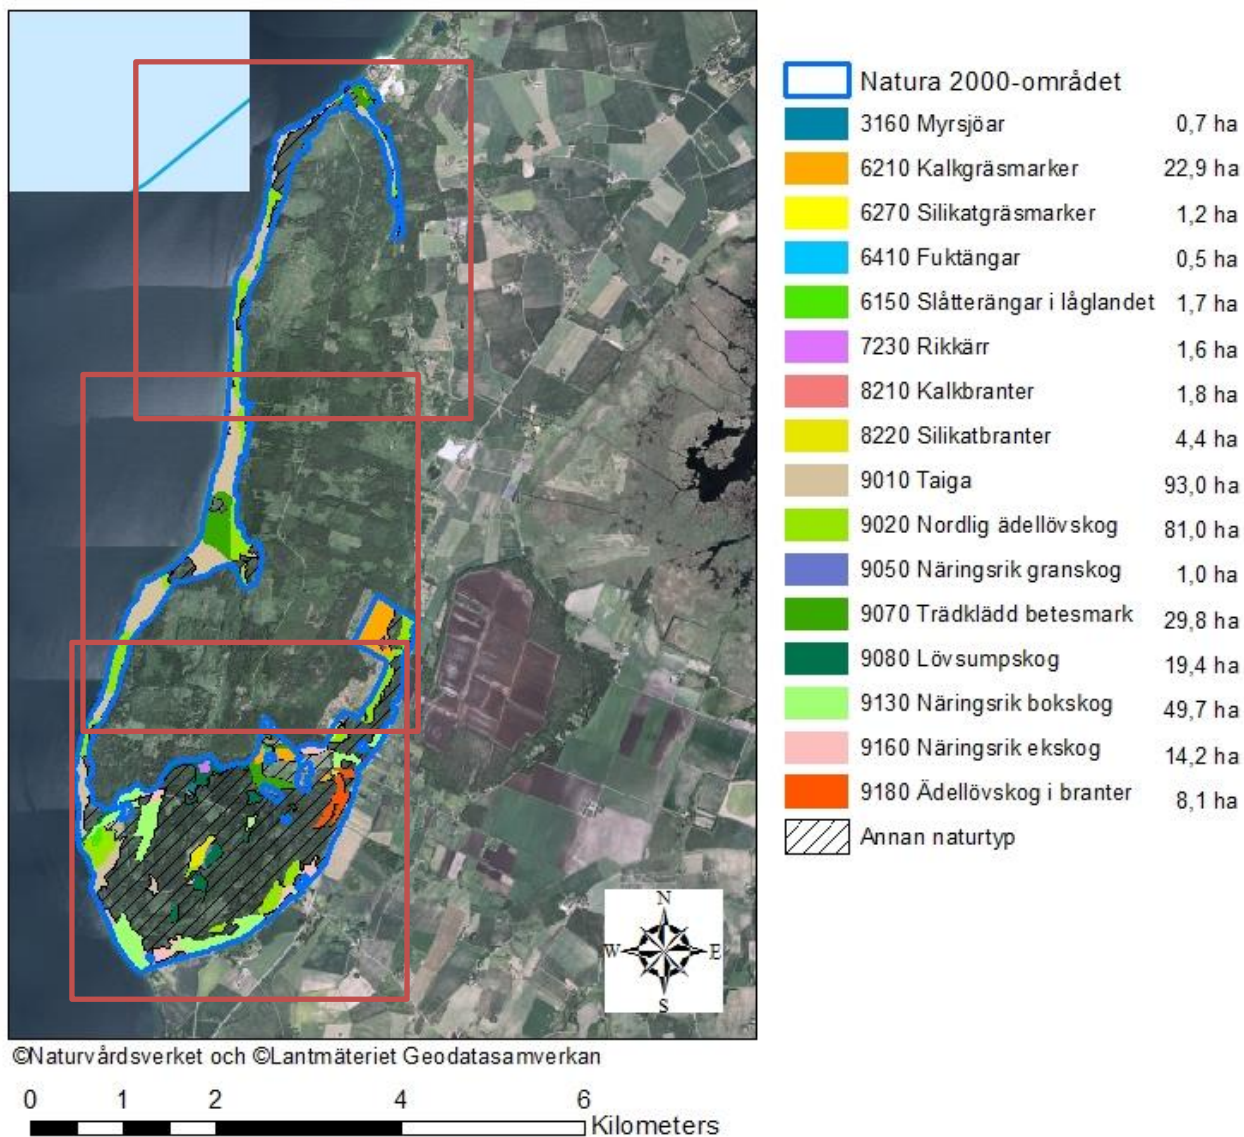 Natura 2000-området
3160 Myrsjöar 0,7 ha
6210 Kalkgräsmarker 22,9 ha
6270 Silikatgräsmarker 1,2 ha
6410 Fuktängar 0,5 ha
6150 Slåtterängar i låglandet 1,7 ha
7230 Rikkärr 1,6 ha
8210 Kalkbranter 1,8 ha
8220 Silikatbranter 4,4 ha
9010 Taiga 93,0 ha
9020 Nordlig ädellövskog 81,0 ha
9050 Näringsrik granskog 1,0 ha
9070 Trädklädd betesmark 29,8 ha
9080 Lövsumpskog 19,4 ha
9130 Näringsrik bokskog 49,7 ha
9160 Näringsrik ekskog 14,2 ha
9180 Ädellövskog i branter 8,1 ha
Annan naturtyp
N
W E
S
©Naturvårdsverket och ©Lantmäteriet Geodatasamverkan
0 1 2 4 6
Kilometers